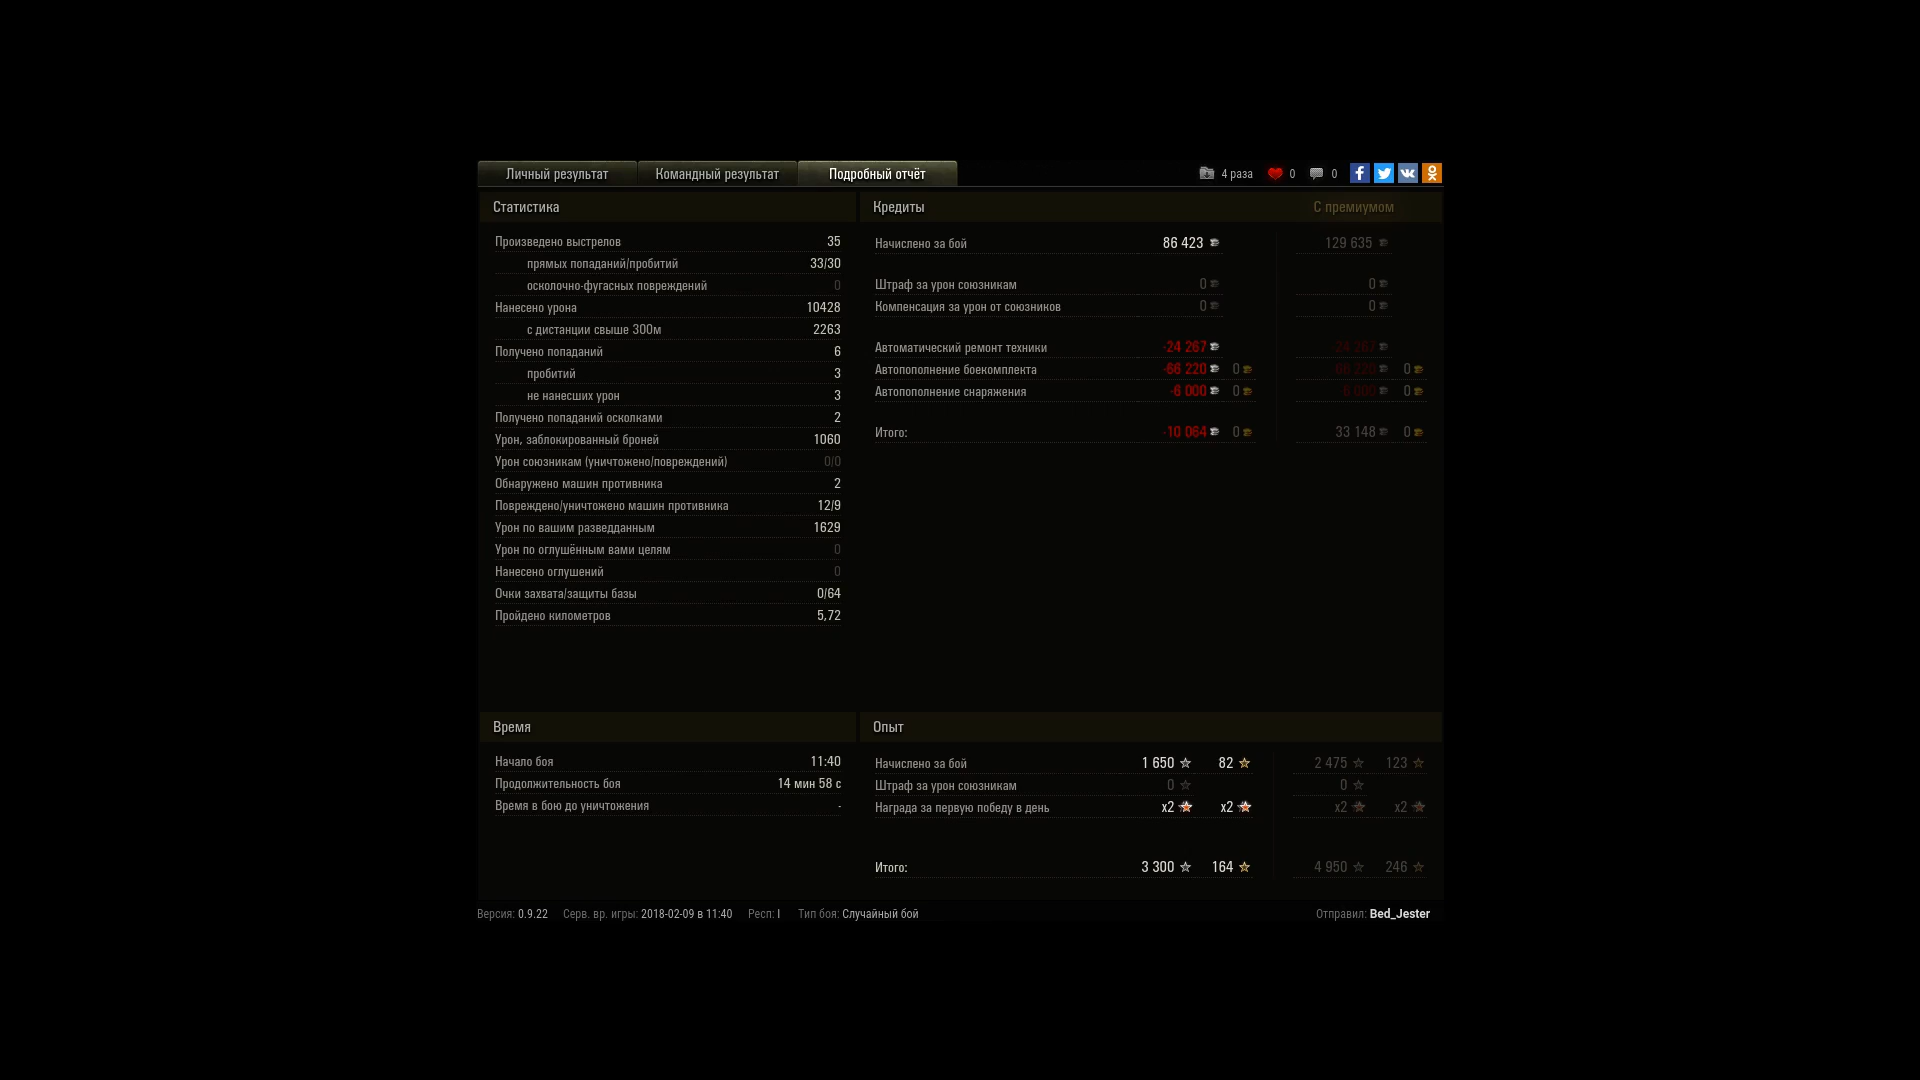 Личный результат Командный результат Подробный отчёт 4 раза 0 0
Статистика
Произведено выстрелов 35
прямых попаданий/пробитий 33/30
осколочно-фугасных повреждений 0
Нанесено урона 10428
с дистанции свыше 300м 2263
Получено попаданий 6
пробитий 3
не нанесших урон 3
Получено попаданий осколками 2
Урон, заблокированный броней 1060
Урон союзникам (уничтожено/повреждений) 0/0
Обнаружено машин противника 2
Повреждено/уничтожено машин противника 12/9
Урон по вашим разведданным 1629
Урон по оглушённым вами целям 0
Нанесено оглушений 0
Очки захвата/защиты базы 0/64
Пройдено километров 5,72
Кредиты С премиумом
Начислено за бой 86 423 129 635
Штраф за урон союзникам 0 0
Компенсация за урон от союзников 0 0
Автоматический ремонт техники -24 267 -24 267
Автопополнение боекомплекта -66 220 0 -66 220 0
Автопополнение снаряжения -6 000 0 -6 000 0
Итого: -10 064 0 33 148 0
Время
Начало боя 11:40
Продолжительность боя 14 мин 58 с
Время в бою до уничтожения -
Опыт
Начислено за бой 1 650 82 2 475 123
Штраф за урон союзникам 0 0
Награда за первую победу в день x2 x2 x2 x2
Итого: 3 300 164 4 950 246
Версия: 0.9.22 Серв. вр. игры: 2018-02-09 в 11:40 Респ: I Тип боя: Случайный бой Отправил: Bed_Jester